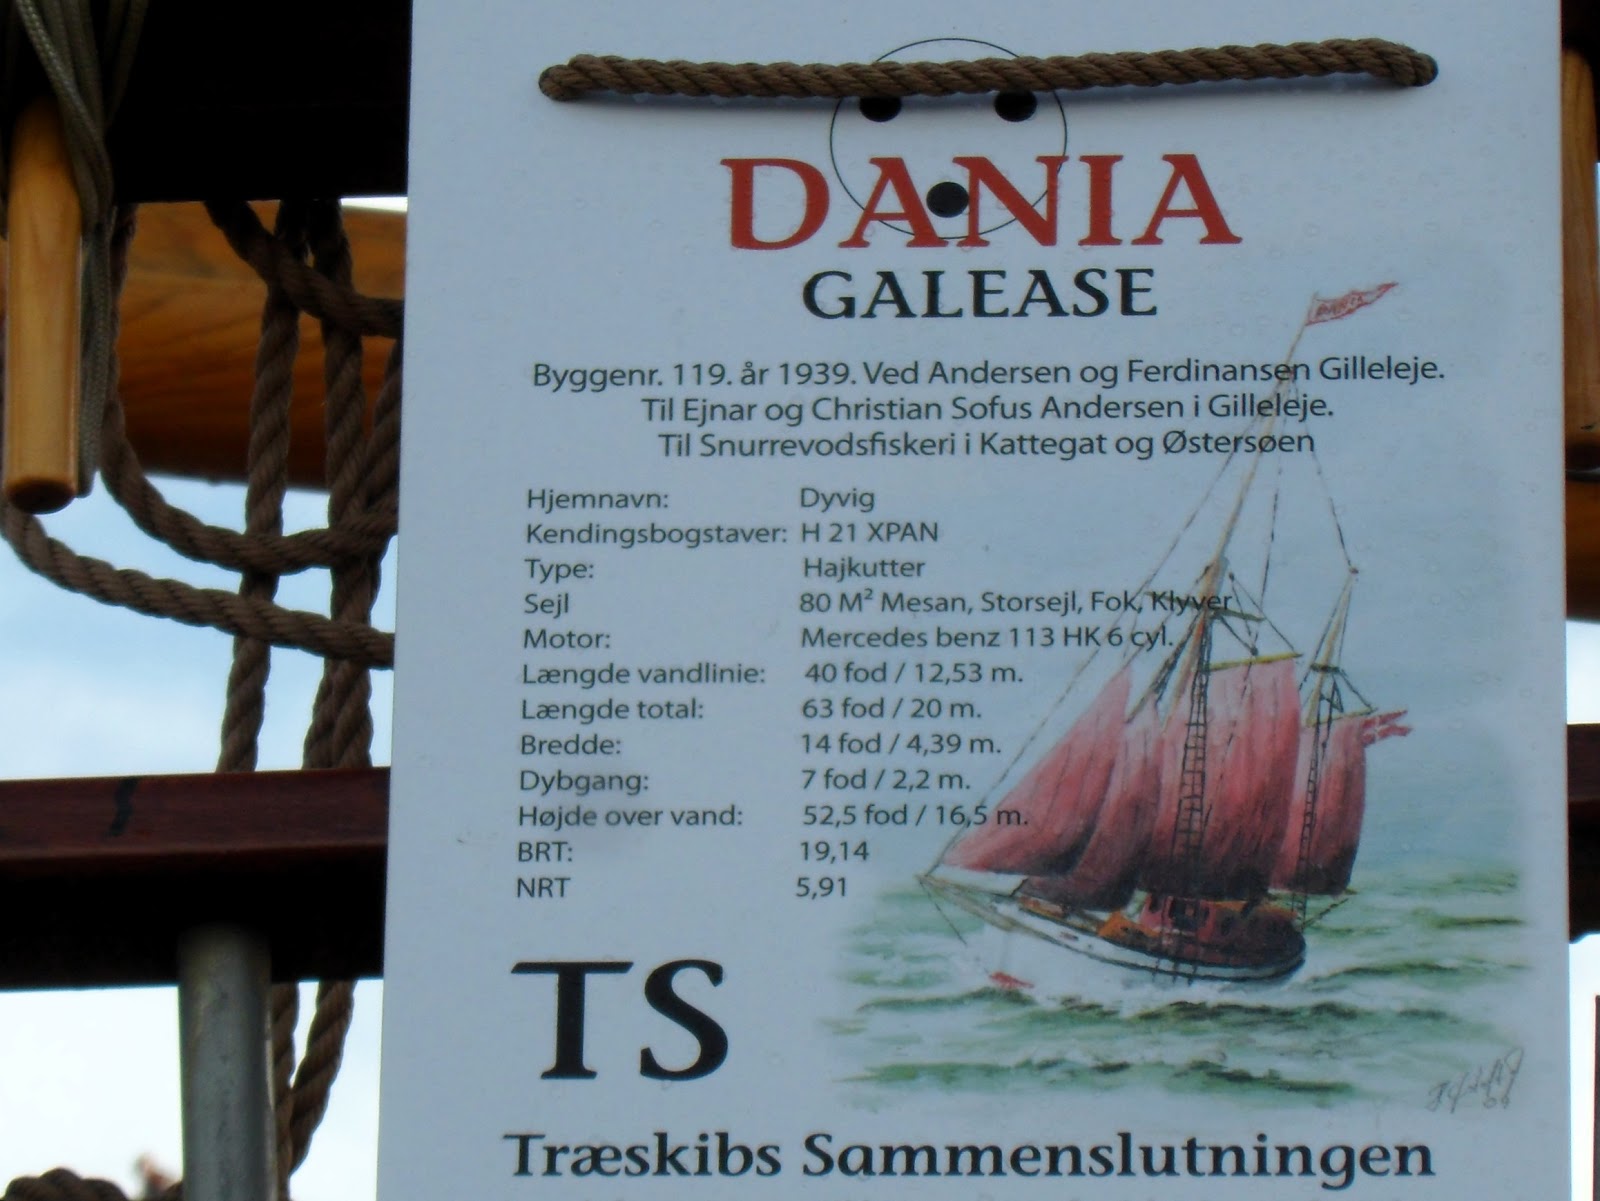 DANIA
GALEASE
Byggenr. 119. år 1939. Ved Andersen og Ferdinansen Gilleleje.
Til Ejnar og Christian Sofus Andersen i Gilleleje.
Til Snurrevodsfiskeri i Kattegat og Østersøen
Hjemnavn: Dyvig
Kendingsbogstaver: H 21 XPAN
Type: Hajkutter
Sejl 80 M² Mesan, Storsejl, Fok, Klyver
Motor: Mercedes benz 113 HK 6 cyl.
Længde vandlinie: 40 fod / 12,53 m.
Længde total: 63 fod / 20 m.
Bredde: 14 fod / 4,39 m.
Dybgang: 7 fod / 2,2 m.
Højde over vand: 52,5 fod / 16,5 m.
BRT: 19,14
NRT 5,91
TS
Træskibs Sammenslutningen